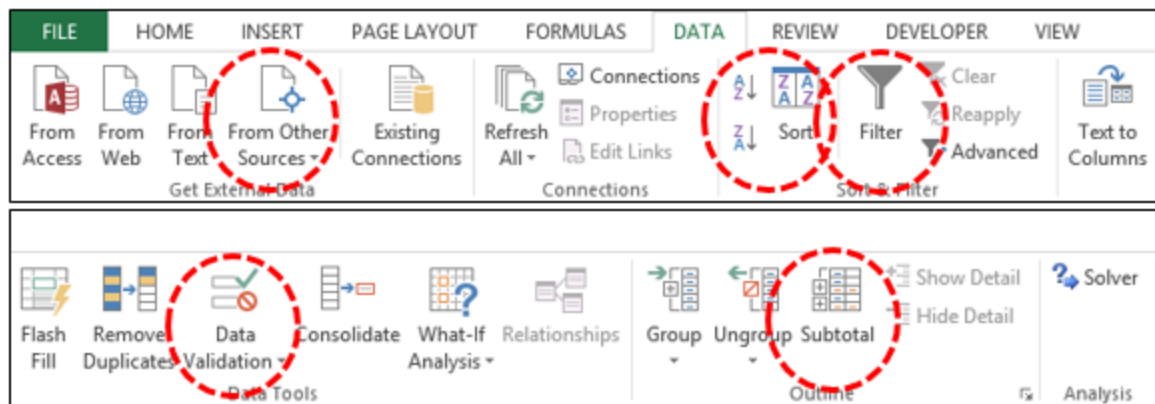 FILE HOME INSERT PAGE LAYOUT FORMULAS DATA REVIEW DEVELOPER VIEW
From Access
From Web
From Text
From Other Sources
Existing Connections
Get External Data
Refresh All
Connections
Properties
Edit Links
Connections
A Z
Z A
Z A A Z
Sort
Filter
Clear
Reapply
Advanced
Sort & Filter
Text to Columns
Flash Fill
Remove Duplicates
Data Validation
Consolidate
What-If Analysis
Relationships
Data Tools
Group
Ungroup
Subtotal
Show Detail
Hide Detail
Outline
Solver
Analysis